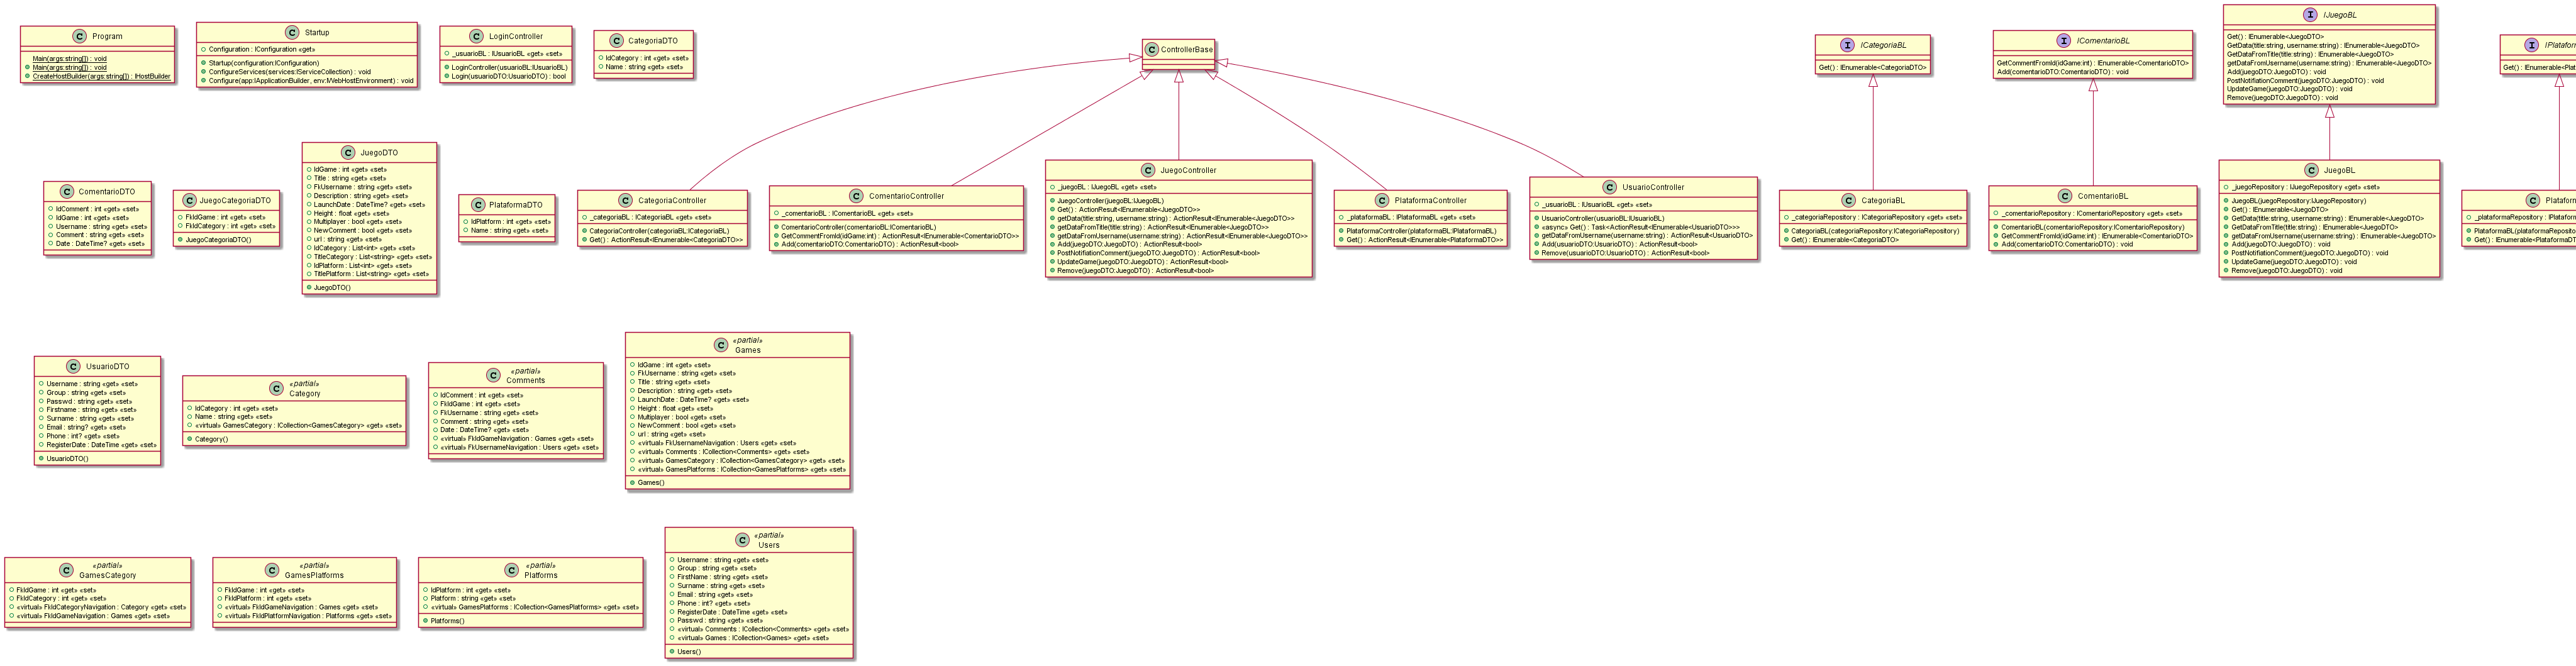 C Program
Main(args:string[]) : void
Main(args:string[]) : void
CreateHostBuilder(args:string[]) : IHostBuilder
C Startup
Configuration : IConfiguration «get»
Startup(configuration:IConfiguration)
ConfigureServices(services:IServiceCollection) : void
Configure(app:IApplicationBuilder, env:IWebHostEnvironment) : void
C LoginController
_usuarioBL : IUsuarioBL «get» «set»
LoginController(usuarioBL:IUsuarioBL)
Login(usuarioDTO:UsuarioDTO) : bool
C CategoriaDTO
IdCategory : int «get» «set»
Name : string «get» «set»
C ControllerBase
I ICategoriaBL
Get() : IEnumerable<CategoriaDTO>
I IComentarioBL
GetCommentFromId(idGame:int) : IEnumerable<ComentarioDTO>
Add(comentarioDTO:ComentarioDTO) : void
I IJuegoBL
Get() : IEnumerable<JuegoDTO>
GetData(title:string, username:string) : IEnumerable<JuegoDTO>
GetDataFromTitle(title:string) : IEnumerable<JuegoDTO>
getDataFromUsername(username:string) : IEnumerable<JuegoDTO>
Add(juegoDTO:JuegoDTO) : void
PostNotifiationComment(juegoDTO:JuegoDTO) : void
UpdateGame(juegoDTO:JuegoDTO) : void
Remove(juegoDTO:JuegoDTO) : void
I IPlatafor
Get() : IEnumerable<Plat
C ComentarioDTO
IdComment : int «get» «set»
IdGame : int «get» «set»
Username : string «get» «set»
Comment : string «get» «set»
Date : DateTime? «get» «set»
C JuegoCategoriaDTO
FkIdGame : int «get» «set»
FkIdCategory : int «get» «set»
JuegoCategoriaDTO()
C JuegoDTO
IdGame : int «get» «set»
Title : string «get» «set»
FkUsername : string «get» «set»
Description : string «get» «set»
LaunchDate : DateTime? «get» «set»
Height : float «get» «set»
Multiplayer : bool «get» «set»
NewComment : bool «get» «set»
url : string «get» «set»
IdCategory : List<int> «get» «set»
TitleCategory : List<string> «get» «set»
IdPlatform : List<int> «get» «set»
TitlePlatform : List<string> «get» «set»
JuegoDTO()
C PlataformaDTO
IdPlatform : int «get» «set»
Name : string «get» «set»
C CategoriaController
_categoriaBL : ICategoriaBL «get» «set»
CategoriaController(categoriaBL:ICategoriaBL)
Get() : ActionResult<IEnumerable<CategoriaDTO>>
C ComentarioController
_comentarioBL : IComentarioBL «get» «set»
ComentarioController(comentarioBL:IComentarioBL)
GetCommentFromId(idGame:int) : ActionResult<IEnumerable<ComentarioDTO>>
Add(comentarioDTO:ComentarioDTO) : ActionResult<bool>
C JuegoController
_juegoBL : IJuegoBL «get» «set»
JuegoController(juegoBL:IJuegoBL)
Get() : ActionResult<IEnumerable<JuegoDTO>>
getData(title:string, username:string) : ActionResult<IEnumerable<JuegoDTO>>
getDataFromTitle(title:string) : ActionResult<IEnumerable<JuegoDTO>>
getDataFromUsername(username:string) : ActionResult<IEnumerable<JuegoDTO>>
Add(juegoDTO:JuegoDTO) : ActionResult<bool>
PostNotifiationComment(juegoDTO:JuegoDTO) : ActionResult<bool>
UpdateGame(juegoDTO:JuegoDTO) : ActionResult<bool>
Remove(juegoDTO:JuegoDTO) : ActionResult<bool>
C PlataformaController
_plataformaBL : IPlataformaBL «get» «set»
PlataformaController(plataformaBL:IPlataformaBL)
Get() : ActionResult<IEnumerable<PlataformaDTO>>
C UsuarioController
_usuarioBL : IUsuarioBL «get» «set»
UsuarioController(usuarioBL:IUsuarioBL)
«async» Get() : Task<ActionResult<IEnumerable<UsuarioDTO>>>
getDataFromUsername(username:string) : ActionResult<UsuarioDTO>
Add(usuarioDTO:UsuarioDTO) : ActionResult<bool>
Remove(usuarioDTO:UsuarioDTO) : ActionResult<bool>
C CategoriaBL
_categoriaRepository : ICategoriaRepository «get» «set»
CategoriaBL(categoriaRepository:ICategoriaRepository)
Get() : IEnumerable<CategoriaDTO>
C ComentarioBL
_comentarioRepository : IComentarioRepository «get» «set»
ComentarioBL(comentarioRepository:IComentarioRepository)
GetCommentFromId(idGame:int) : IEnumerable<ComentarioDTO>
Add(comentarioDTO:ComentarioDTO) : void
C JuegoBL
_juegoRepository : IJuegoRepository «get» «set»
JuegoBL(juegoRepository:IJuegoRepository)
Get() : IEnumerable<JuegoDTO>
GetData(title:string, username:string) : IEnumerable<JuegoDTO>
GetDataFromTitle(title:string) : IEnumerable<JuegoDTO>
getDataFromUsername(username:string) : IEnumerable<JuegoDTO>
Add(juegoDTO:JuegoDTO) : void
PostNotifiationComment(juegoDTO:JuegoDTO) : void
UpdateGame(juegoDTO:JuegoDTO) : void
Remove(juegoDTO:JuegoDTO) : void
C Platafor
_plataformaRepository : IPlatafor
PlataformaBL(plataformaReposito
Get() : IEnumerable<PlataformaDT
C UsuarioDTO
Username : string «get» «set»
Group : string «get» «set»
Passwd : string «get» «set»
Firstname : string «get» «set»
Surname : string «get» «set»
Email : string? «get» «set»
Phone : int? «get» «set»
RegisterDate : DateTime «get» «set»
UsuarioDTO()
«partial»
C Category
IdCategory : int «get» «set»
Name : string «get» «set»
«virtual» GamesCategory : ICollection<GamesCategory> «get» «set»
Category()
«partial»
C Comments
IdComment : int «get» «set»
FkIdGame : int «get» «set»
FkUsername : string «get» «set»
Comment : string «get» «set»
Date : DateTime? «get» «set»
«virtual» FkIdGameNavigation : Games «get» «set»
«virtual» FkUsernameNavigation : Users «get» «set»
«partial»
C Games
IdGame : int «get» «set»
FkUsername : string «get» «set»
Title : string «get» «set»
Description : string «get» «set»
LaunchDate : DateTime? «get» «set»
Height : float «get» «set»
Multiplayer : bool «get» «set»
NewComment : bool «get» «set»
url : string «get» «set»
«virtual» FkUsernameNavigation : Users «get» «set»
«virtual» Comments : ICollection<Comments> «get» «set»
«virtual» GamesCategory : ICollection<GamesCategory> «get» «set»
«virtual» GamesPlatforms : ICollection<GamesPlatforms> «get» «set»
Games()
«partial»
C GamesCategory
FkIdGame : int «get» «set»
FkIdCategory : int «get» «set»
«virtual» FkIdCategoryNavigation : Category «get» «set»
«virtual» FkIdGameNavigation : Games «get» «set»
«partial»
C GamesPlatforms
FkIdGame : int «get» «set»
FkIdPlatform : int «get» «set»
«virtual» FkIdGameNavigation : Games «get» «set»
«virtual» FkIdPlatformNavigation : Platforms «get» «set»
«partial»
C Platforms
IdPlatform : int «get» «set»
Platform : string «get» «set»
«virtual» GamesPlatforms : ICollection<GamesPlatforms> «get» «set»
Platforms()
«partial»
C Users
Username : string «get» «set»
Group : string «get» «set»
FirstName : string «get» «set»
Surname : string «get» «set»
Email : string «get» «set»
Phone : int? «get» «set»
RegisterDate : DateTime «get» «set»
Passwd : string «get» «set»
«virtual» Comments : ICollection<Comments> «get» «set»
«virtual» Games : ICollection<Games> «get» «set»
Users()